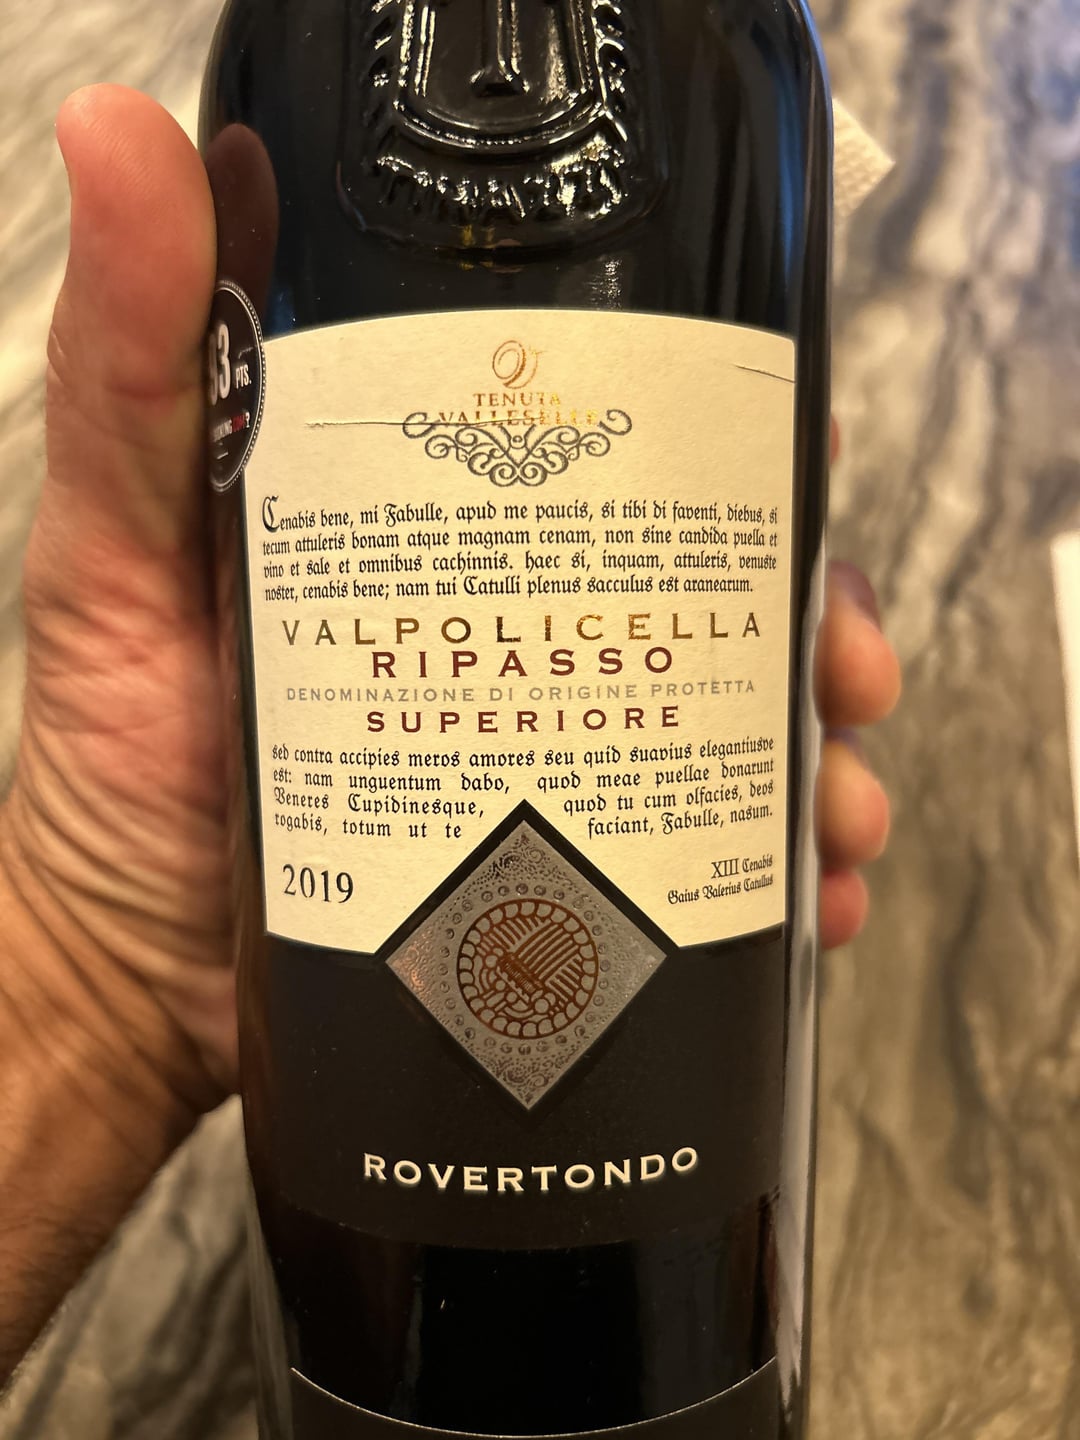 PTS.
TENUTA
VALLESELLE
Cenabis bene, mi Fabulle, apud me paucis, si tibi di faventi, diebus, si
tecum attuleris bonam atque magnam cenam, non sine candida puella et
vino et sale et omnibus cachinnis. haec si, inquam, attuleris, venuste
noster, cenabis bene; nam tui Catulli plenus sacculus est aranearum.
VALPOLICELLA
RIPASSO
DENOMINAZIONE DI ORIGINE PROTETTA
SUPERIORE
sed contra accipies meros amores seu quid suavius elegantiusve
est: nam unguentum dabo, quod meae puellae donarunt
Veneres Cupidinesque, quod tu cum olfacies, deos
rogabis, totum ut te faciant, Fabulle, nasum.
2019
XIII Cenabis
Gaius Valerius Catullus
ROVERTONDO